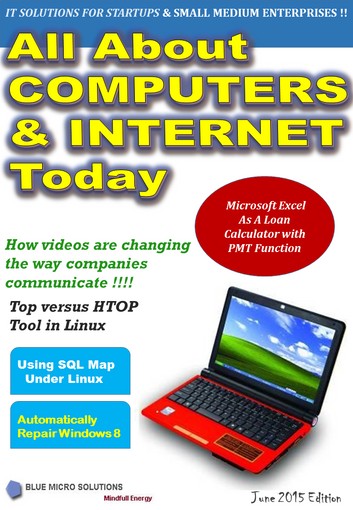 IT SOLUTIONS FOR STARTUPS & SMALL MEDIUM ENTERPRISES !!
All About
COMPUTERS
& INTERNET
Today
Microsoft Excel
As A Loan
Calculator with
PMT Function
How videos are changing
the way companies
communicate !!!!
Top versus HTOP
Tool in Linux
Using SQL Map
Under Linux
Automatically
Repair Windows 8
BLUE MICRO SOLUTIONS
Mindfull Energy
June 2015 Edition